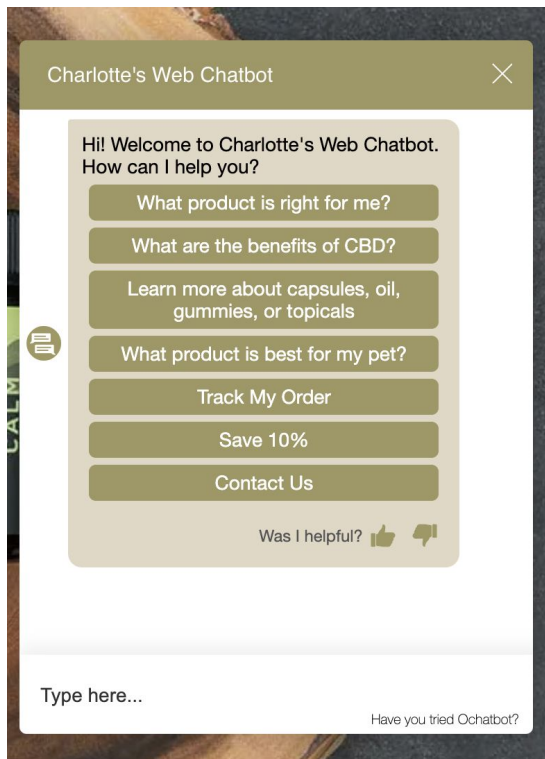 Charlotte's Web Chatbot
Hi! Welcome to Charlotte's Web Chatbot.
How can I help you?
What product is right for me?
What are the benefits of CBD?
Learn more about capsules, oil,
gummies, or topicals
What product is best for my pet?
CALM
Track My Order
Save 10%
Contact Us
Was I helpful?
Type here...
Have you tried Ochatbot?